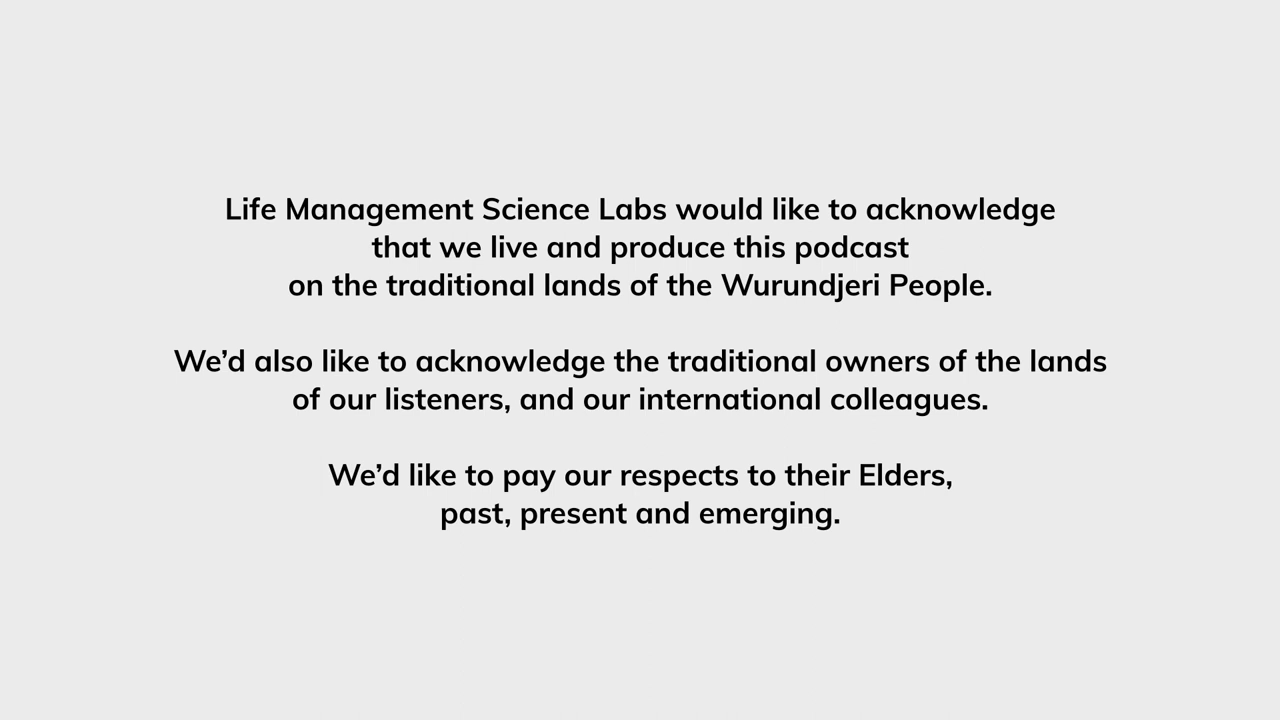 Life Management Science Labs would like to acknowledge
that we live and produce this podcast
on the traditional lands of the Wurundjeri People.
We’d also like to acknowledge the traditional owners of the lands
of our listeners, and our international colleagues.
We’d like to pay our respects to their Elders,
past, present and emerging.